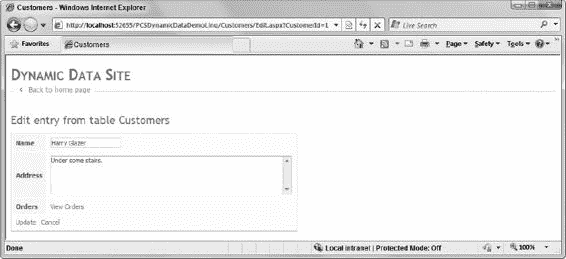 Customers - Windows Internet Explorer
http://localhost:52655/PCSDynamicDataDemoLinq/Customers/Edit.aspx?CustomerId=1
Live Search
Favorites Customers Page Safety Tools
DYNAMIC DATA SITE
Back to home page
Edit entry from table Customers
Name Harry Glazer
Under some stairs.
Address
Orders View Orders
Update Cancel
Done Local intranet | Protected Mode: Off 100%